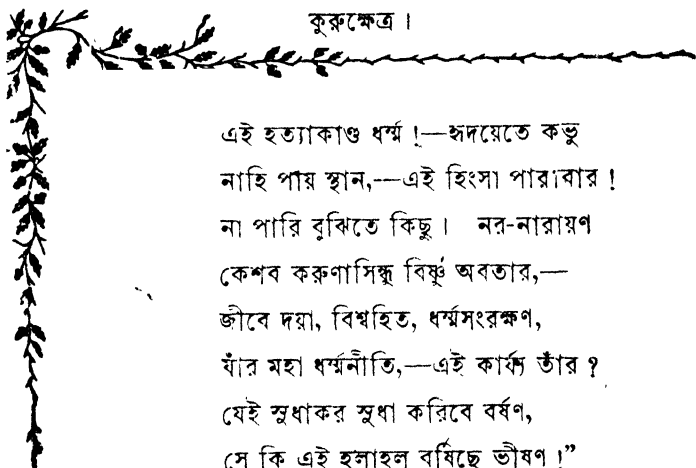 কুরুক্ষেত্র।
এই হত্যাকাণ্ড ধর্ম্ম !—হৃদয়েতে কভু
নাহি পায় স্থান,—এই হিংসা পারাবার !
না পারি বুঝিতে কিছু। নর-নারায়ণ
কেশব করুণাসিন্ধু বিষ্ণু অবতার,—
জীবে দয়া, বিশ্বহিত, ধর্ম্মসংরক্ষণ,
যাঁর মহা ধর্ম্মনীতি,—এই কার্য্য তাঁর ?
যেই সুধাকর সুধা করিবে বর্ষণ,
সে কি এই হলাহল বর্ষিছে ভীষণ !”